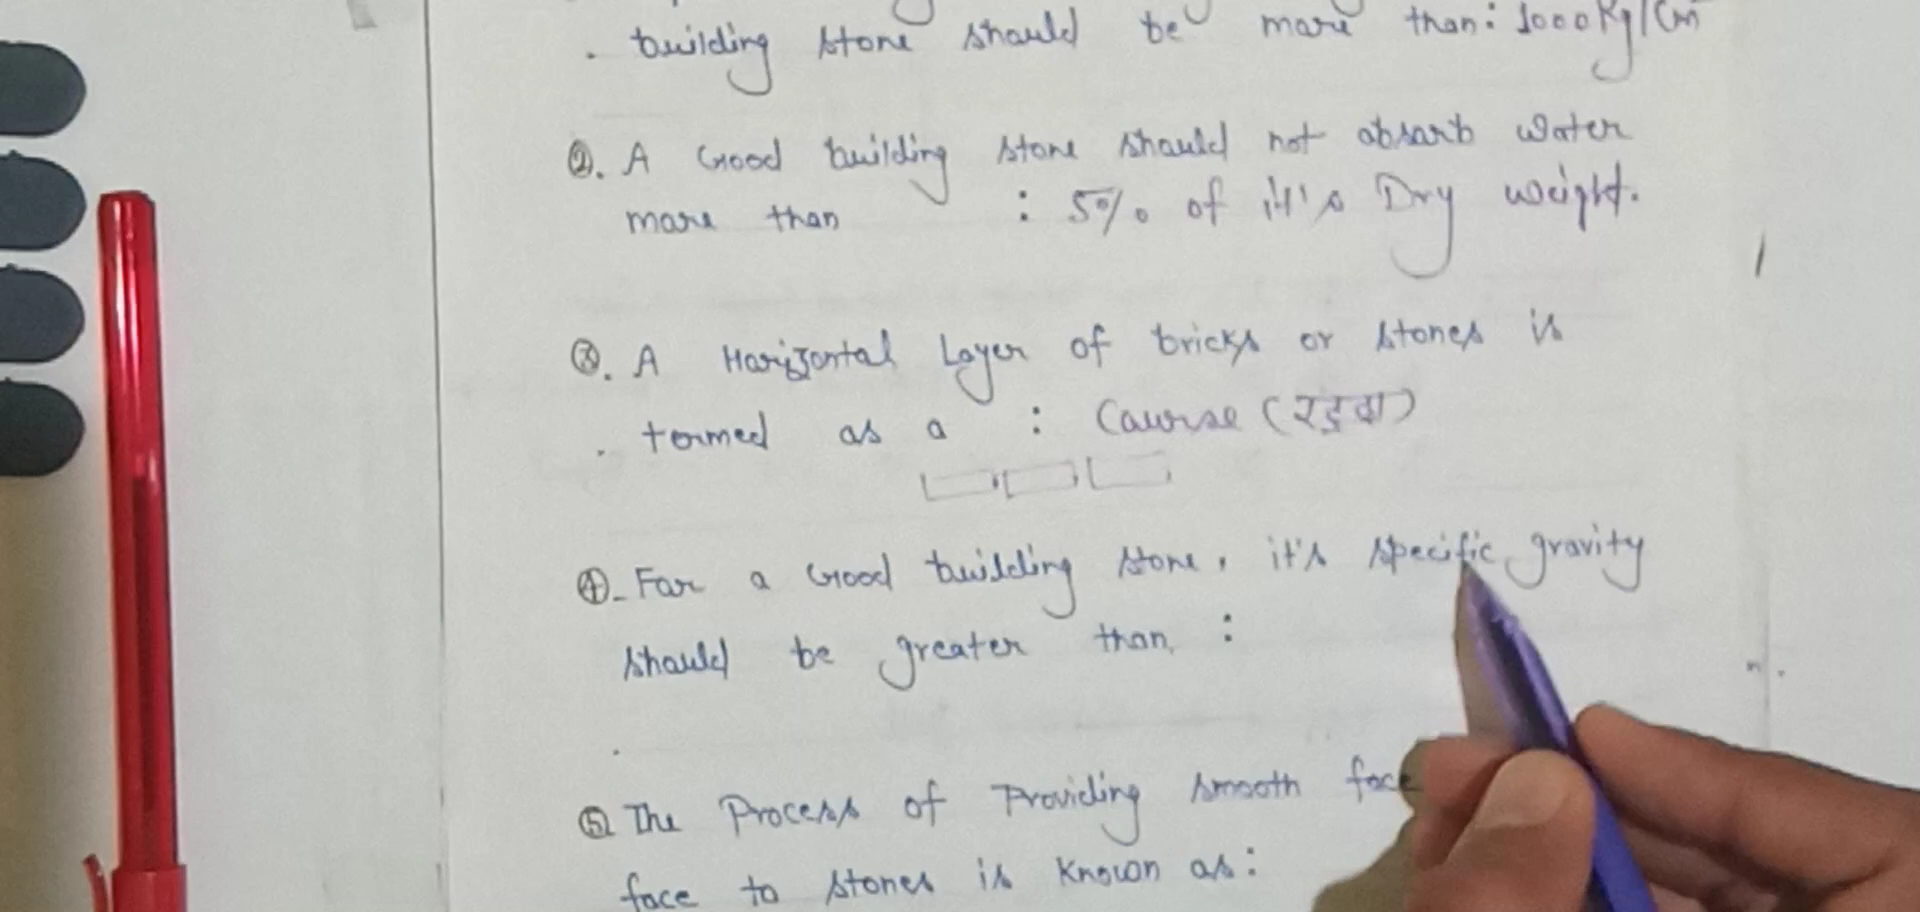 . building stone should be more than: 1000Kg/Cm
②. A Good building stone should not absorb water
more than : 5% of it's Dry weight.
③. A Horizontal Layer of bricks or stones is
. termed as a : Course (रद्दा)
④. For a Good building stone, it's specific gravity
should be greater than, :
⑤ The Process of Providing smooth face
face to stones is known as: